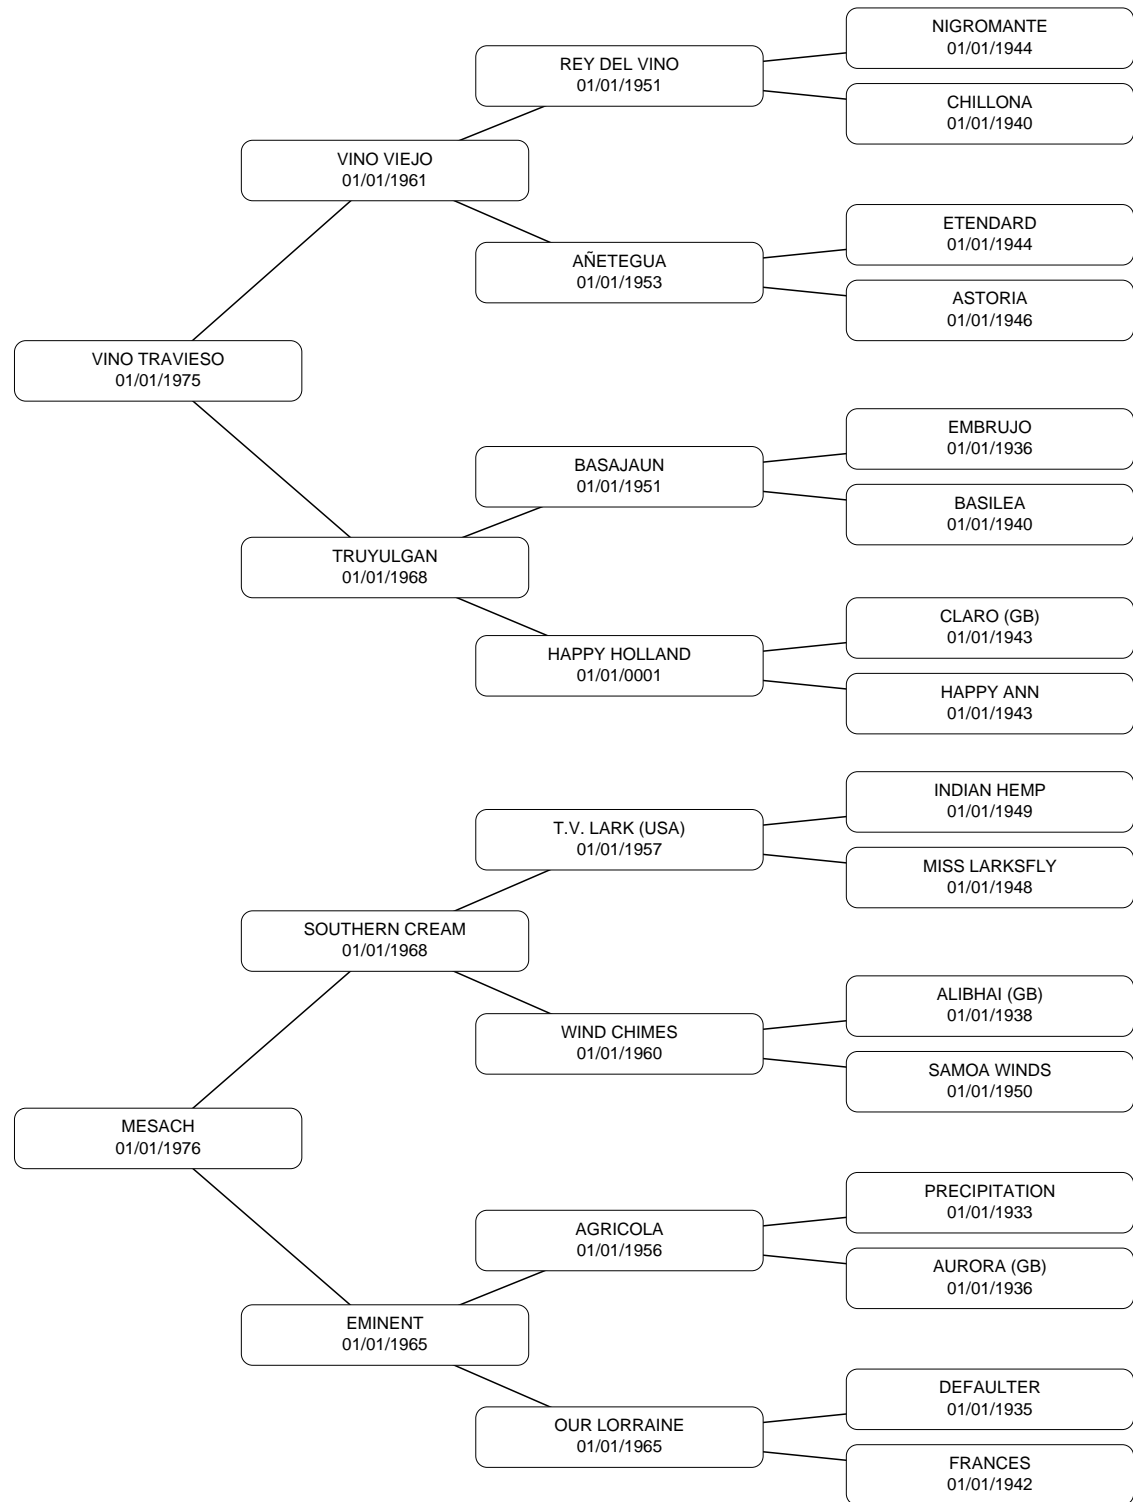 NIGROMANTE
01/01/1944
REY DEL VINO
01/01/1951
CHILLONA
01/01/1940
VINO VIEJO
01/01/1961
ETENDARD
01/01/1944
AÑETEGUA
01/01/1953
ASTORIA
01/01/1946
VINO TRAVIESO
01/01/1975
EMBRUJO
01/01/1936
BASAJAUN
01/01/1951
BASILEA
01/01/1940
TRUYULGAN
01/01/1968
CLARO (GB)
01/01/1943
HAPPY HOLLAND
01/01/0001
HAPPY ANN
01/01/1943
INDIAN HEMP
01/01/1949
T.V. LARK (USA)
01/01/1957
MISS LARKSFLY
01/01/1948
SOUTHERN CREAM
01/01/1968
ALIBHAI (GB)
01/01/1938
WIND CHIMES
01/01/1960
SAMOA WINDS
01/01/1950
MESACH
01/01/1976
PRECIPITATION
01/01/1933
AGRICOLA
01/01/1956
AURORA (GB)
01/01/1936
EMINENT
01/01/1965
DEFAULTER
01/01/1935
OUR LORRAINE
01/01/1965
FRANCES
01/01/1942